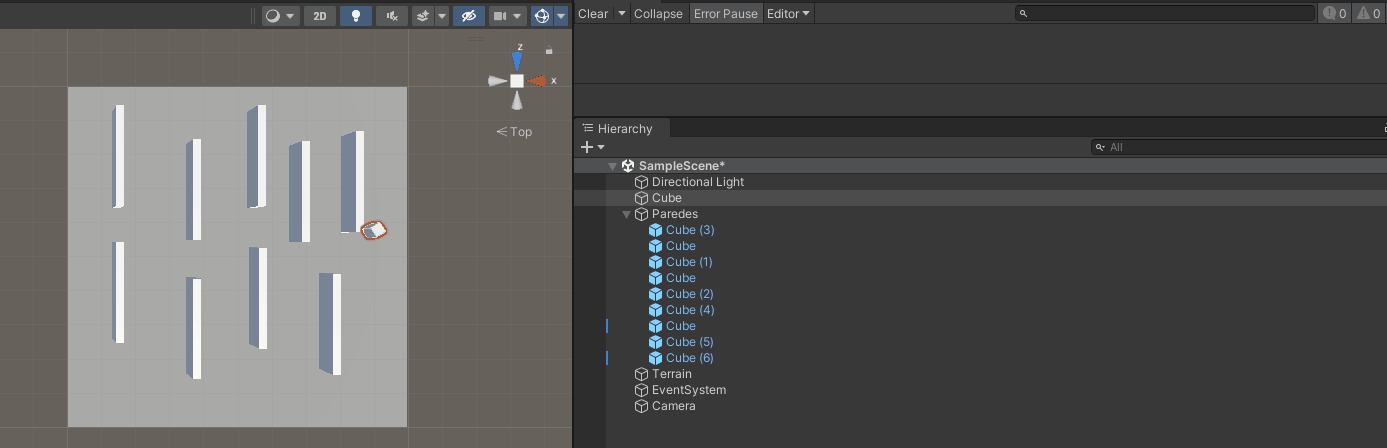 2D
Clear Collapse Error Pause Editor 0 0
z
x
Top
Hierarchy
All
SampleScene*
Directional Light
Cube
Paredes
Cube (3)
Cube
Cube (1)
Cube
Cube (2)
Cube (4)
Cube
Cube (5)
Cube (6)
Terrain
EventSystem
Camera